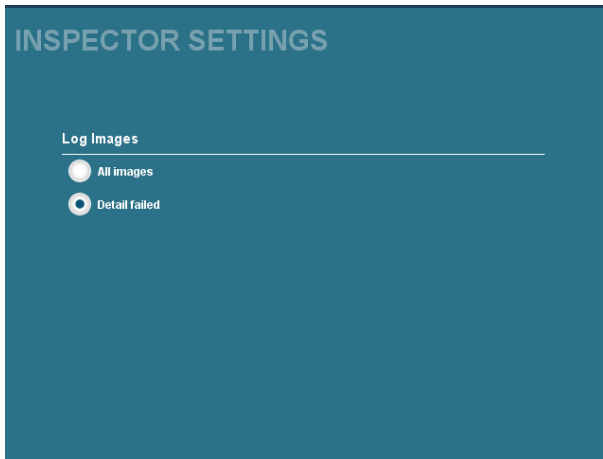 INSPECTOR SETTINGS
Log Images
All images
Detail failed